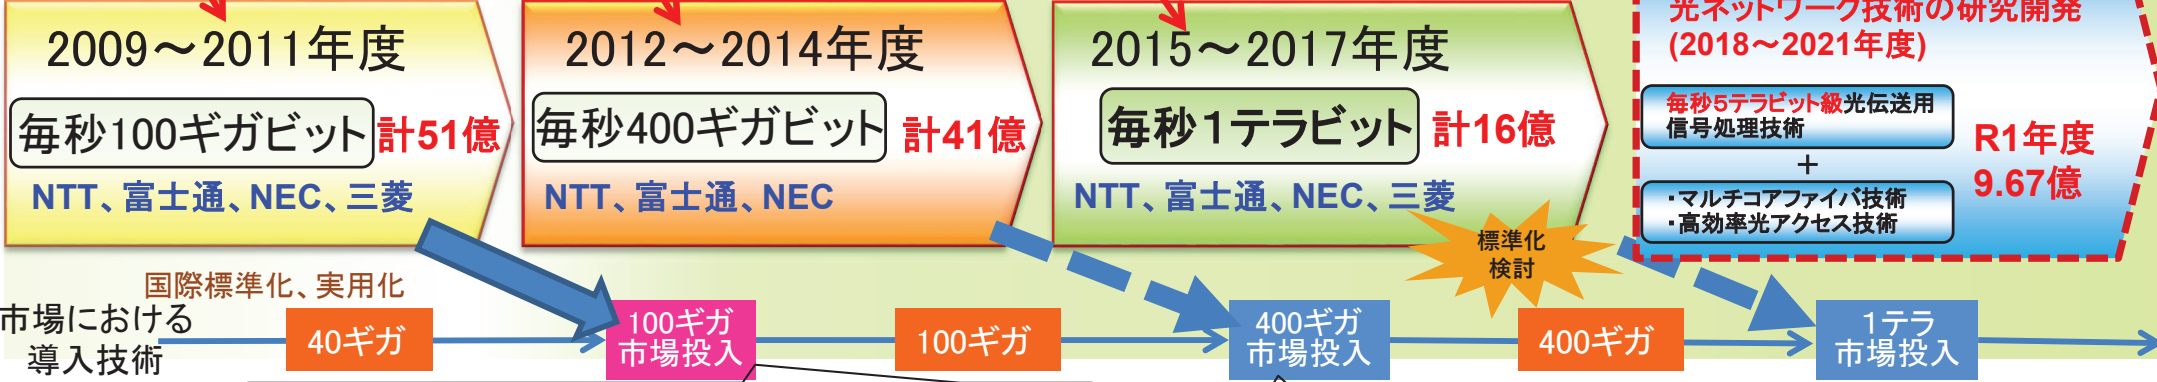 2009～2011年度
毎秒100ギガビット
計51億
NTT、富士通、NEC、三菱
2012～2014年度
毎秒400ギガビット
計41億
NTT、富士通、NEC
2015～2017年度
毎秒1テラビット
計16億
NTT、富士通、NEC、三菱
光ネットワーク技術の研究開発
(2018～2021年度)
毎秒5テラビット級光伝送用
信号処理技術
＋
・マルチコアファイバ技術
・高効率光アクセス技術
R1年度
9.67億
標準化
検討
国際標準化、実用化
市場における
導入技術
40ギガ
100ギガ
市場投入
100ギガ
400ギガ
市場投入
400ギガ
1テラ
市場投入